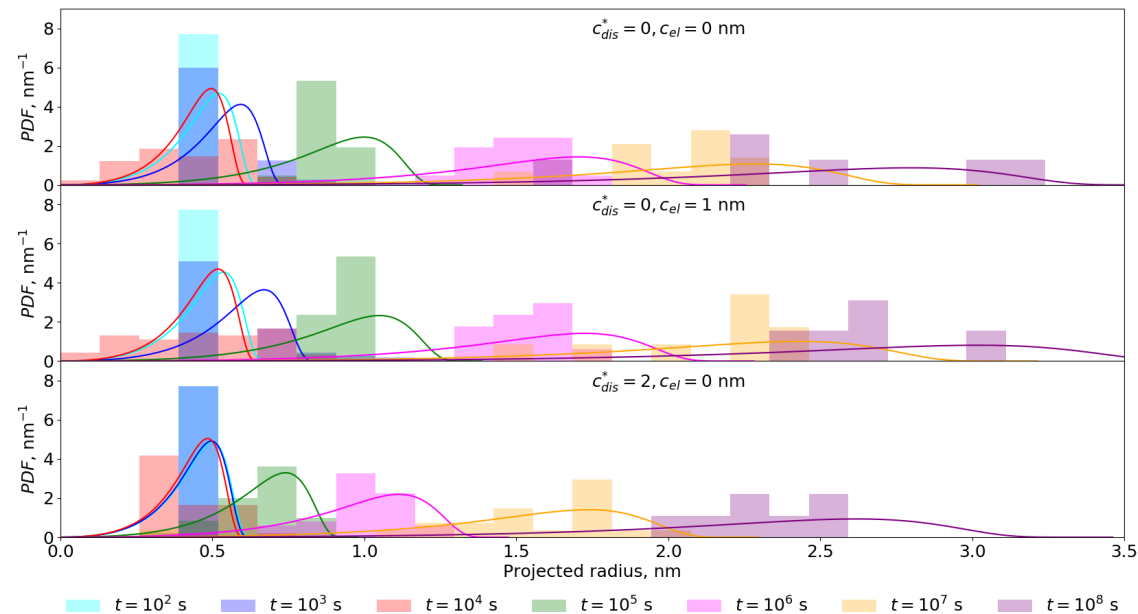 8
6
4
2
0
PDF, nm⁻¹
c*dis = 0, cel = 0 nm
8
6
4
2
0
PDF, nm⁻¹
c*dis = 0, cel = 1 nm
8
6
4
2
0
PDF, nm⁻¹
c*dis = 2, cel = 0 nm
0.0 0.5 1.0 1.5 2.0 2.5 3.0 3.5
Projected radius, nm
t = 10² s t = 10³ s t = 10⁴ s t = 10⁵ s t = 10⁶ s t = 10⁷ s t = 10⁸ s